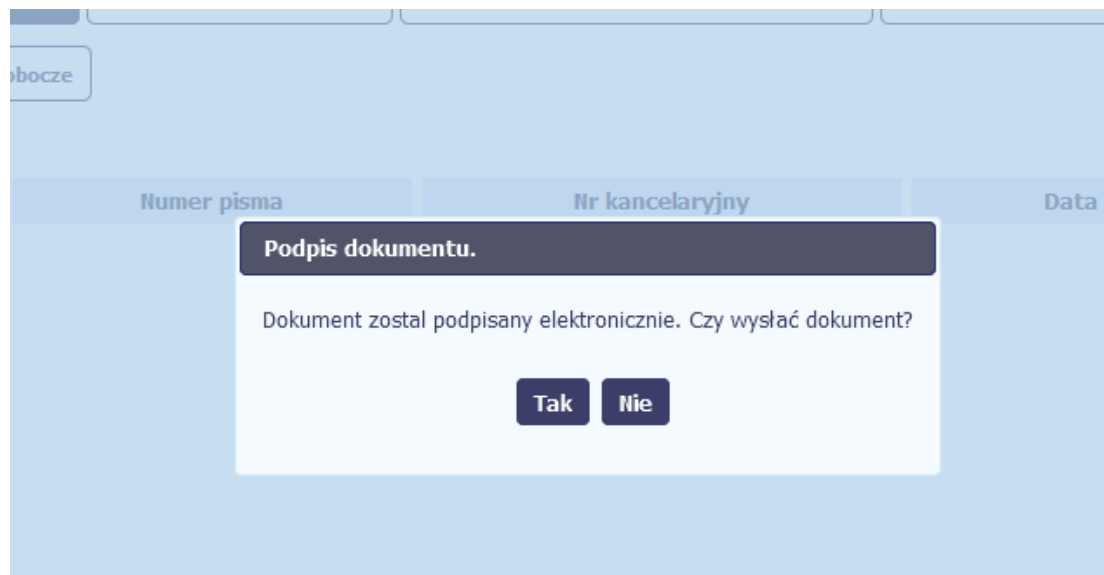 obocze
Numer pisma Nr kancelaryjny Data
Podpis dokumentu.
Dokument zostal podpisany elektronicznie. Czy wysłać dokument?
Tak Nie